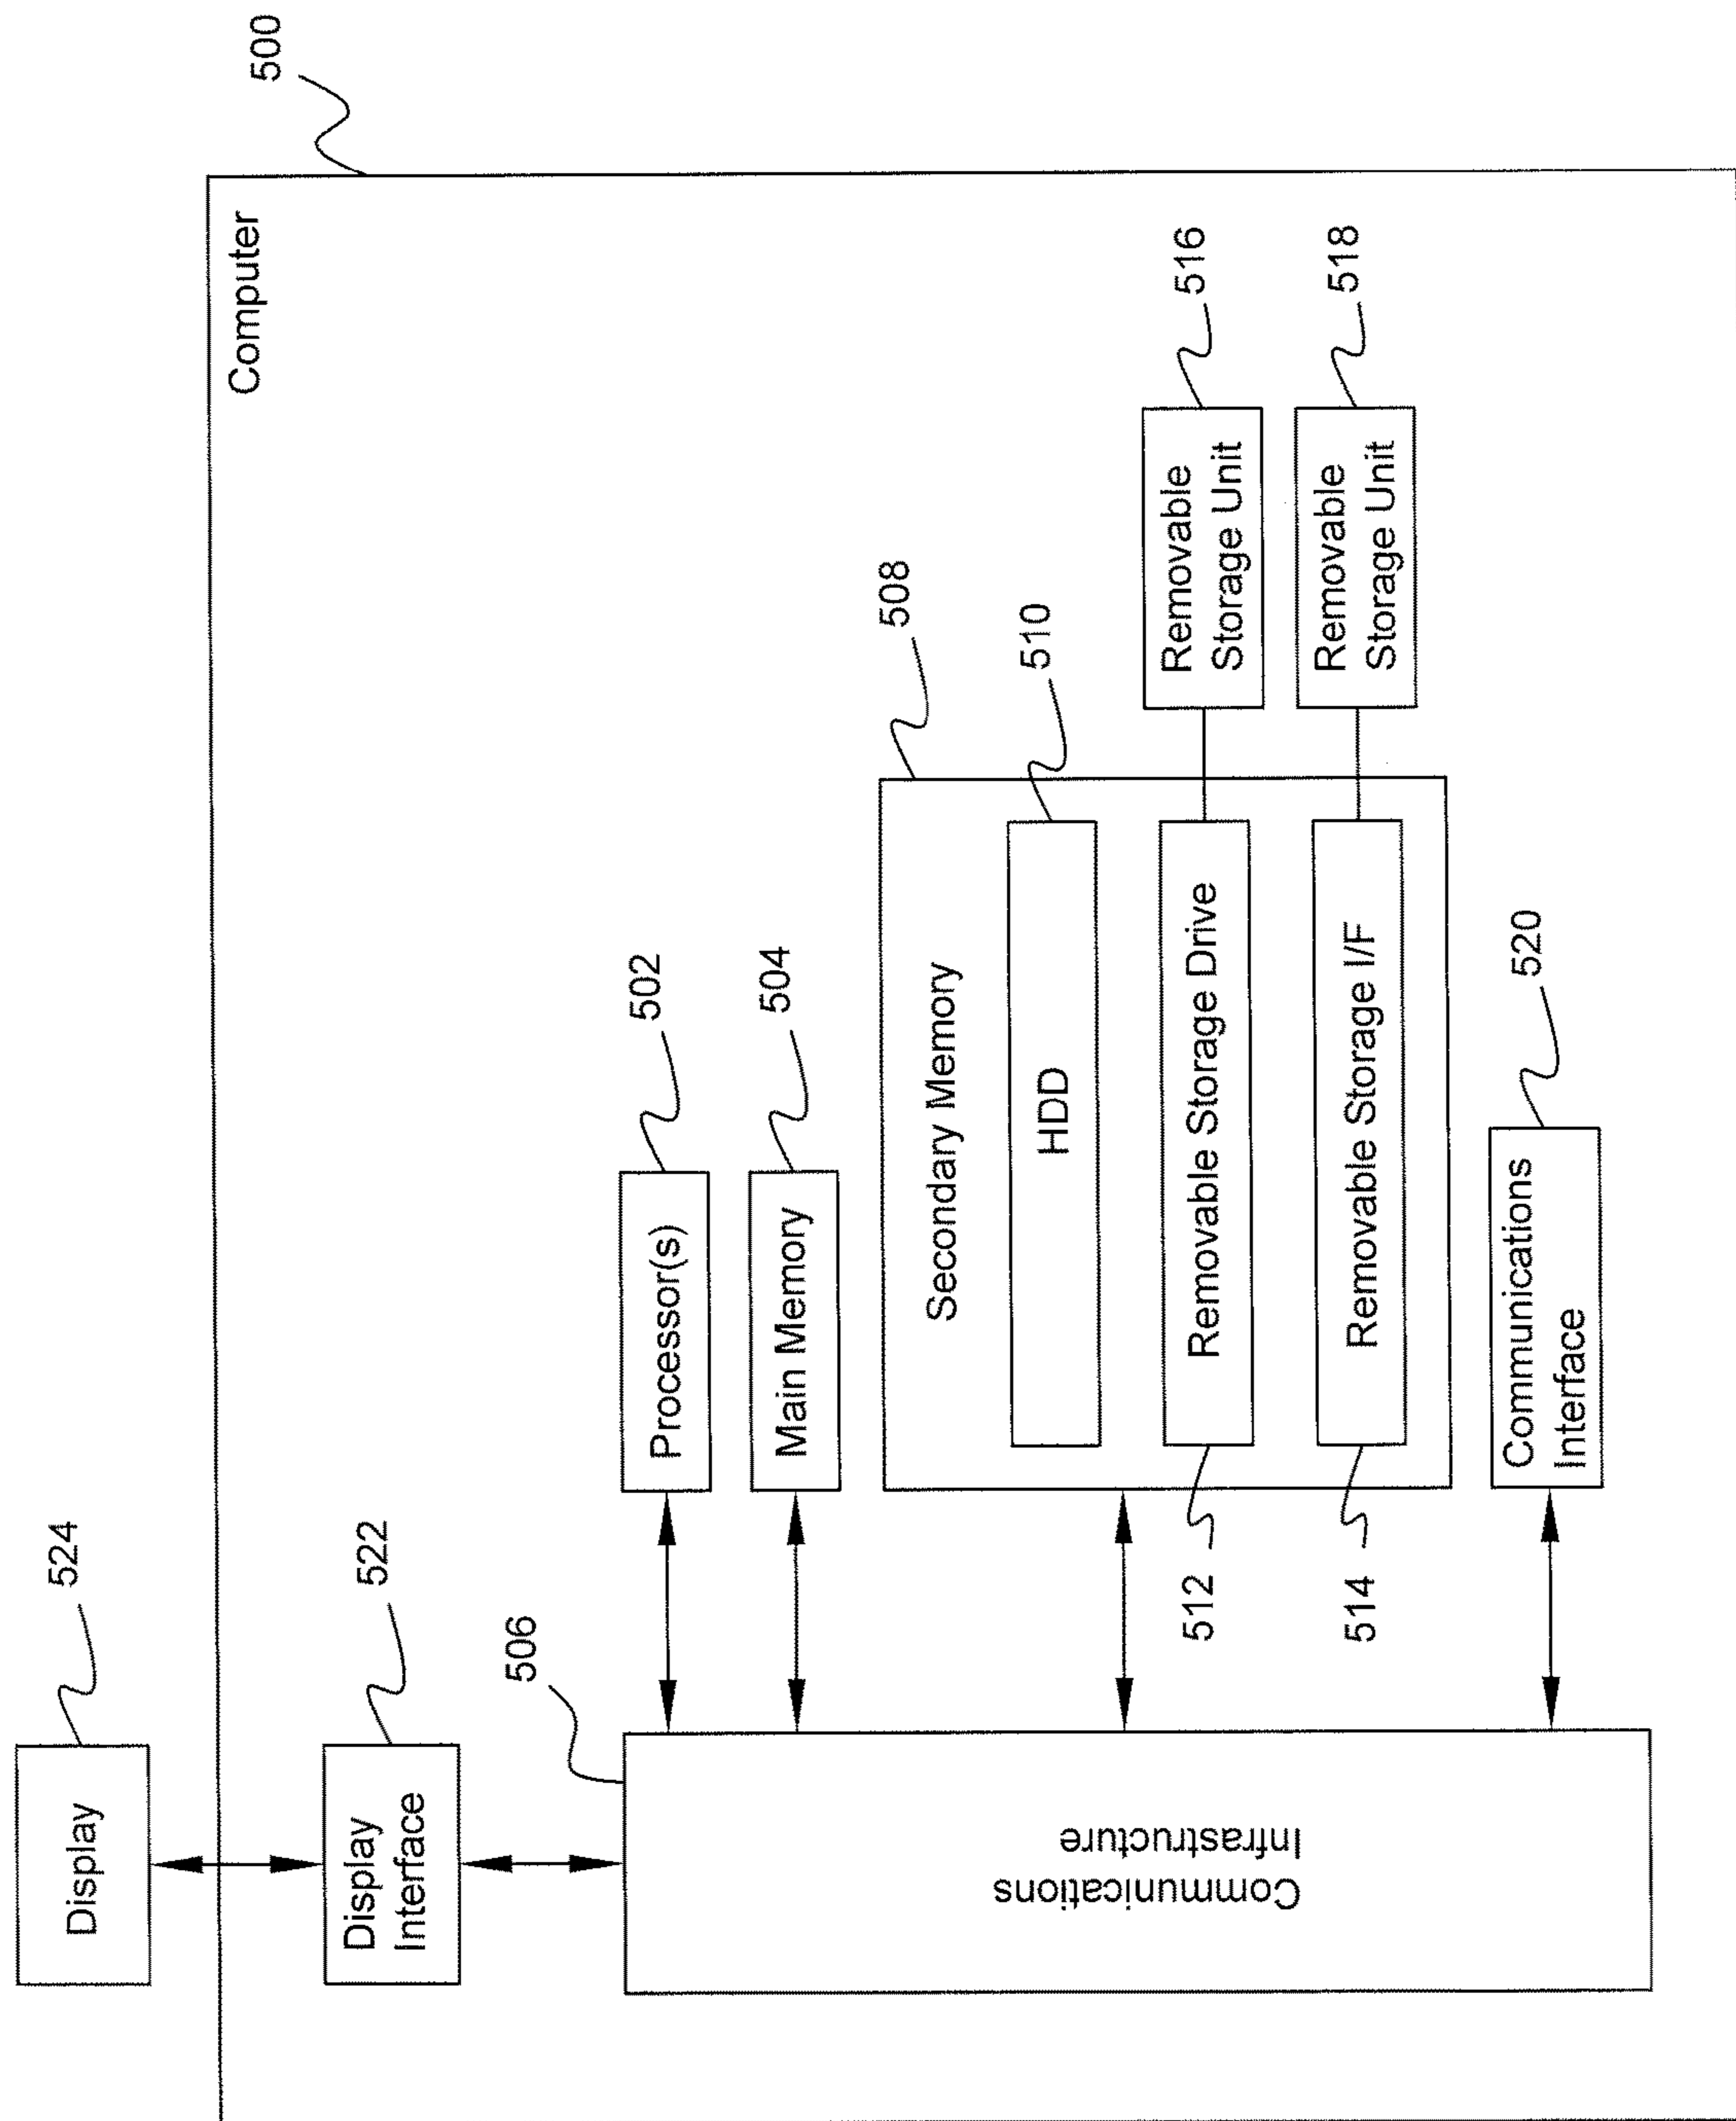 500
Computer
524
Display
522
Display
Interface
506
Communications
Infrastructure
502
Processor(s)
504
Main Memory
508
Secondary Memory
510
HDD
512
Removable Storage Drive
516
Removable
Storage Unit
514
Removable Storage I/F
518
Removable
Storage Unit
520
Communications
Interface